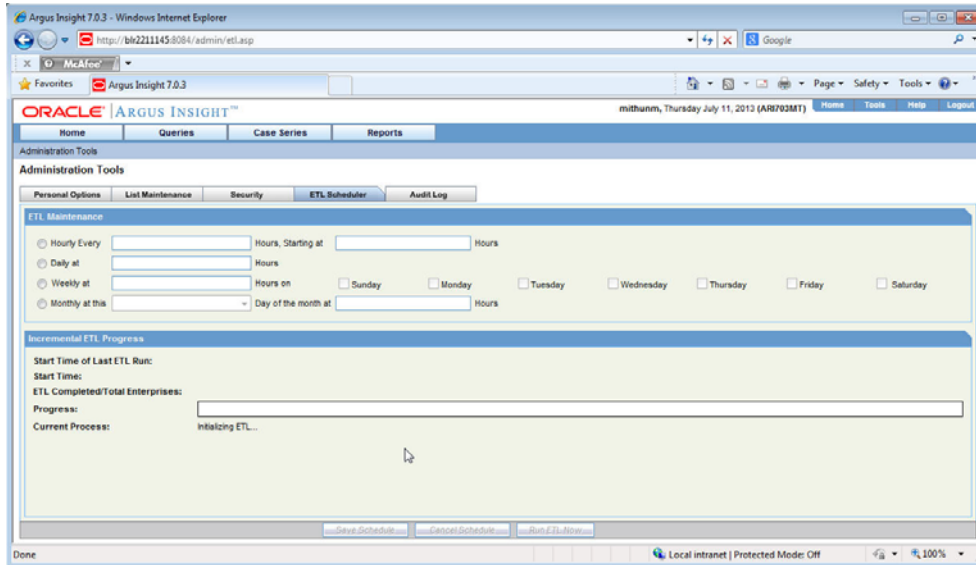 Argus Insight 7.0.3 - Windows Internet Explorer
http://blr2211145:8084/admin/etl.asp
Google
x McAfee
Favorites Argus Insight 7.0.3 Page Safety Tools
ORACLE ARGUS INSIGHT™ mithunm, Thursday July 11, 2013 (ARI703MT) Home Tools Help Logout
Home Queries Case Series Reports
Administration Tools
Administration Tools
Personal Options List Maintenance Security ETL Scheduler Audit Log
ETL Maintenance
Hourly Every Hours, Starting at Hours
Daily at Hours
Weekly at Hours on Sunday Monday Tuesday Wednesday Thursday Friday Saturday
Monthly at this Day of the month at Hours
Incremental ETL Progress
Start Time of Last ETL Run:
Start Time:
ETL Completed/Total Enterprises:
Progress:
Current Process: Initializing ETL...
Save Schedule Cancel Schedule Run ETL Now
Done Local intranet | Protected Mode: Off 100%